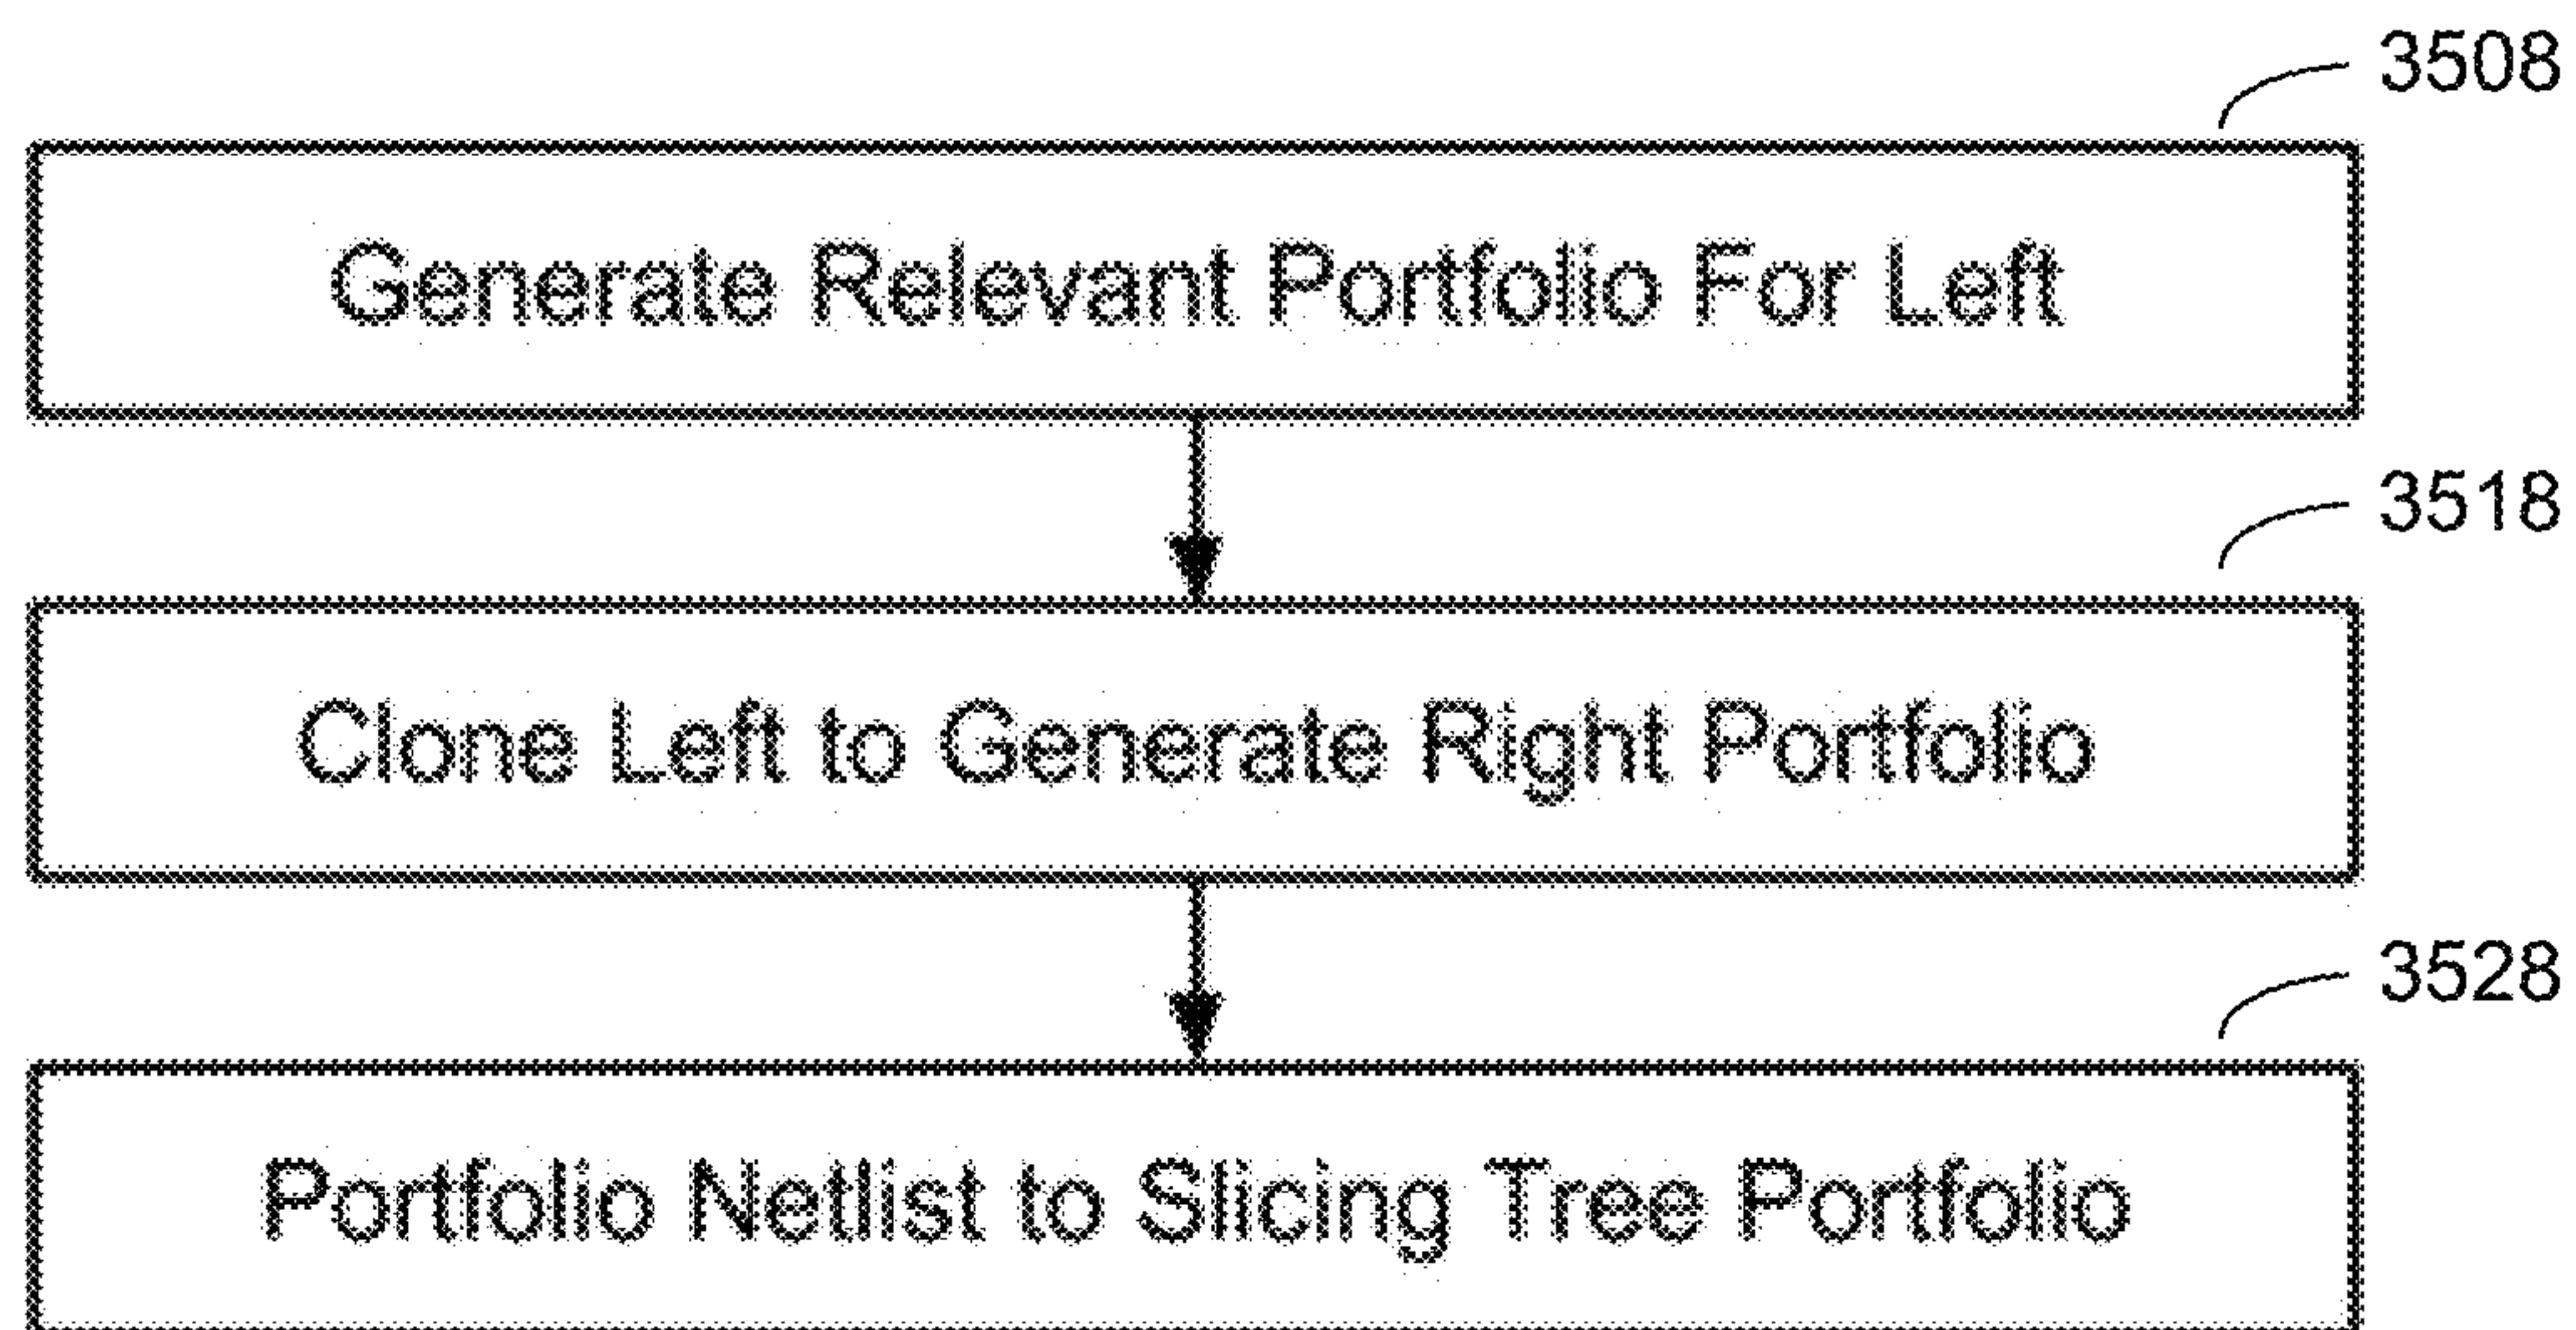 3508
Generate Relevant Portfolio For Left
3518
Clone Left to Generate Right Portfolio
3528
Portfolio Netlist to Slicing Tree Portfolio